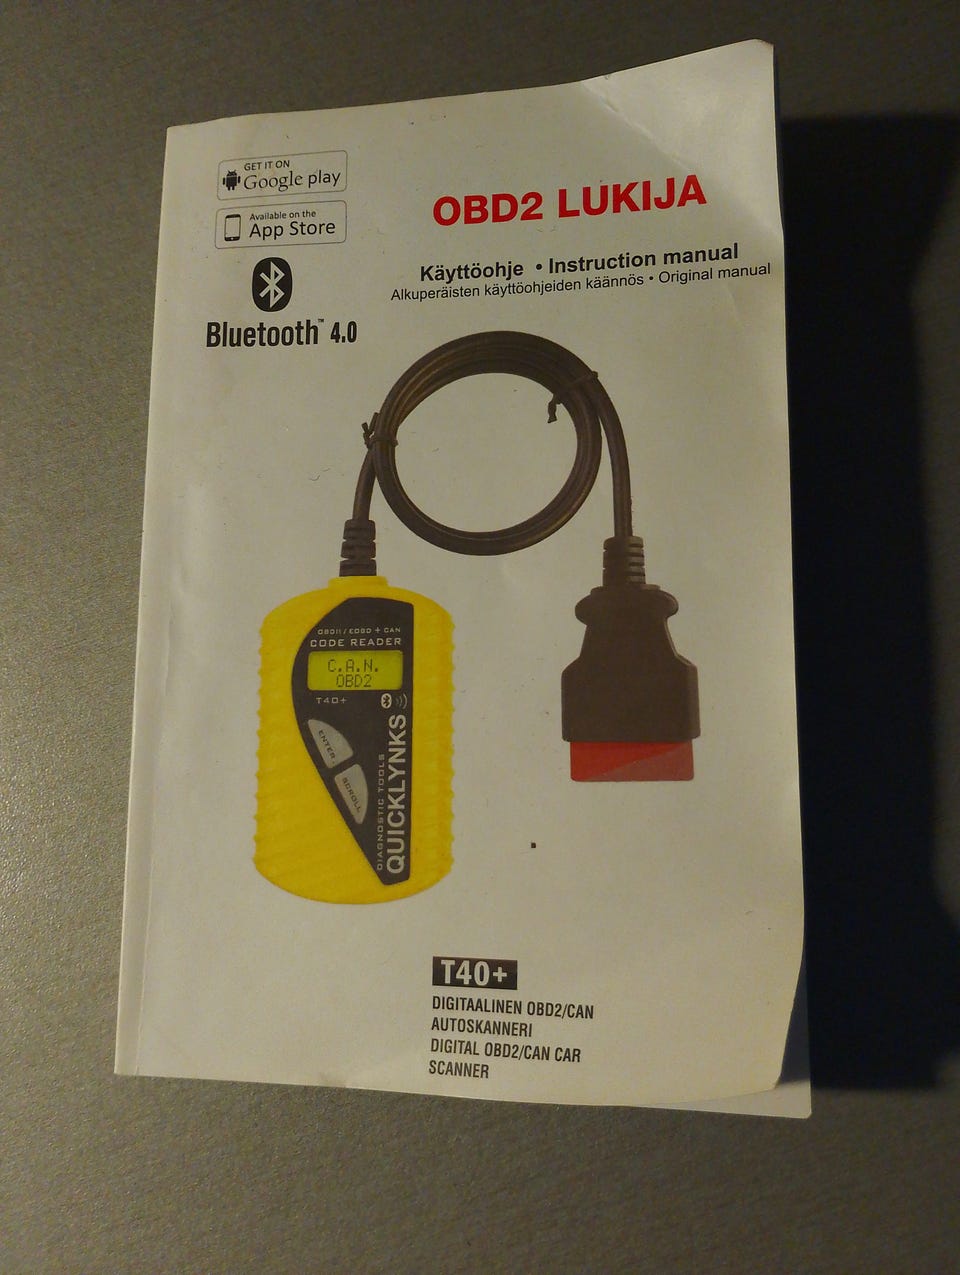 GET IT ON
Google play
Available on the
App Store
Bluetooth™ 4.0
OBD2 LUKIJA
Käyttöohje • Instruction manual
Alkuperäisten käyttöohjeiden käännös • Original manual
OBDII / EOBD + CAN
CODE READER
C.A.N.
OBD2
T40+
ENTER
SCROLL
DIAGNOSTIC TOOLS
QUICKLYNKS
T40+
DIGITAALINEN OBD2/CAN
AUTOSKANNERI
DIGITAL OBD2/CAN CAR
SCANNER